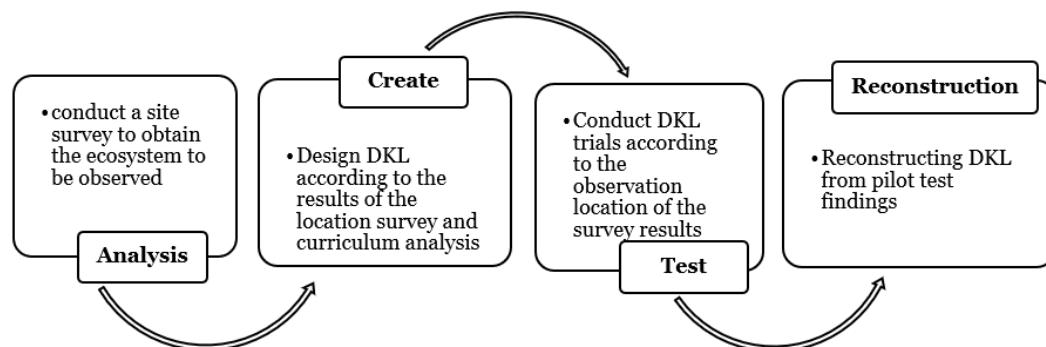 •conduct a site
survey to obtain
the ecosystem to
be observed
Analysis
Create
•Design DKL
according to the
results of the
location survey and
curriculum analysis
•Conduct DKL
trials according
to the
observation
location of the
survey results
Test
Reconstruction
•Reconstructing DKL
from pilot test
findings